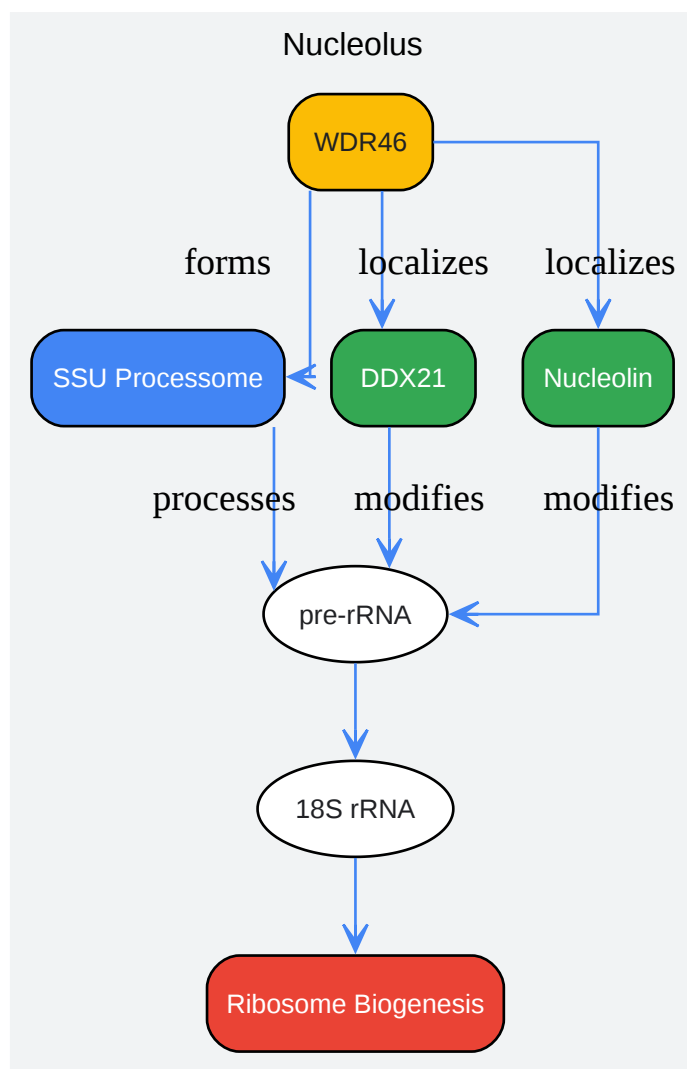 Nucleolus
WDR46
forms
localizes
localizes
SSU Processome
DDX21
Nucleolin
processes
modifies
modifies
pre-rRNA
18S rRNA
Ribosome Biogenesis